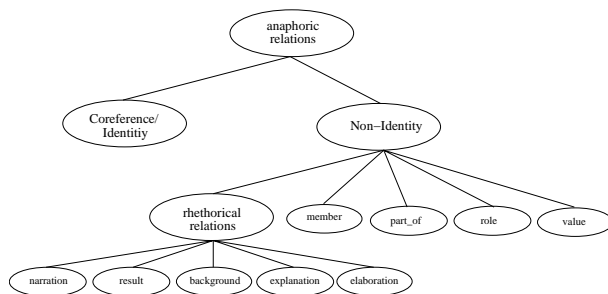 anaphoric
relations
Coreference/
Identitiy
Non−Identity
rhethorical
relations
member
part_of
role
value
narration
result
background
explanation
elaboration